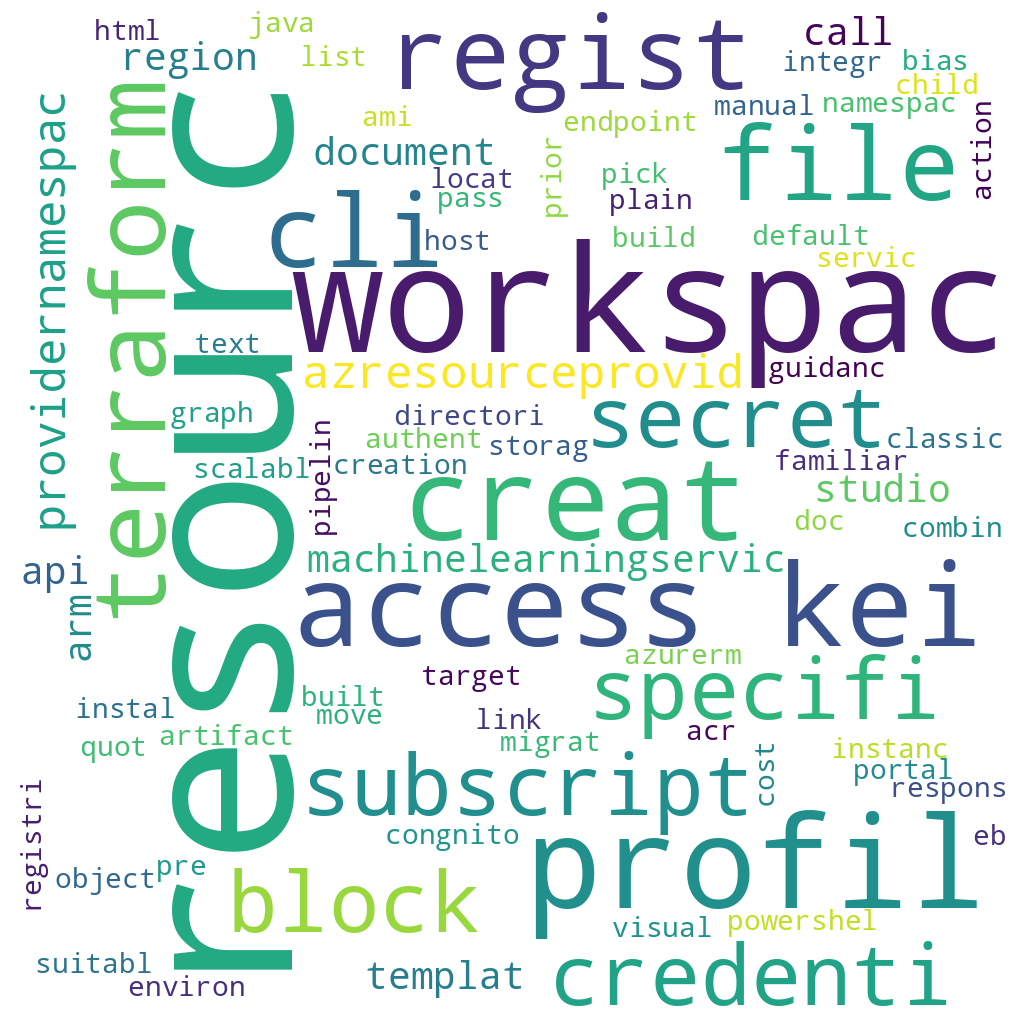 html
java
regist
call
region
list
integr
bias
child
providernamespac
terraform
resourc
ami
endpoint
manual
namespac
file
action
document
locat
pass
prior
pick
plain
cli
host
build
default
servic
workspac
text
azresourceprovid
guidanc
graph
directori
secret
classic
authent
storag
scalabl
creation
pipelin
familiar
creat
studio
doc
combin
machinelearningservic
api
arm
access kei
azurerm
target
specifi
instal
built
move
link
acr
quot
artifact
migrat
instanc
cost
portal
respons
subscript
registri
congnito
profil
eb
object
pre
block
visual
powershel
suitabl
environ
templat
credenti